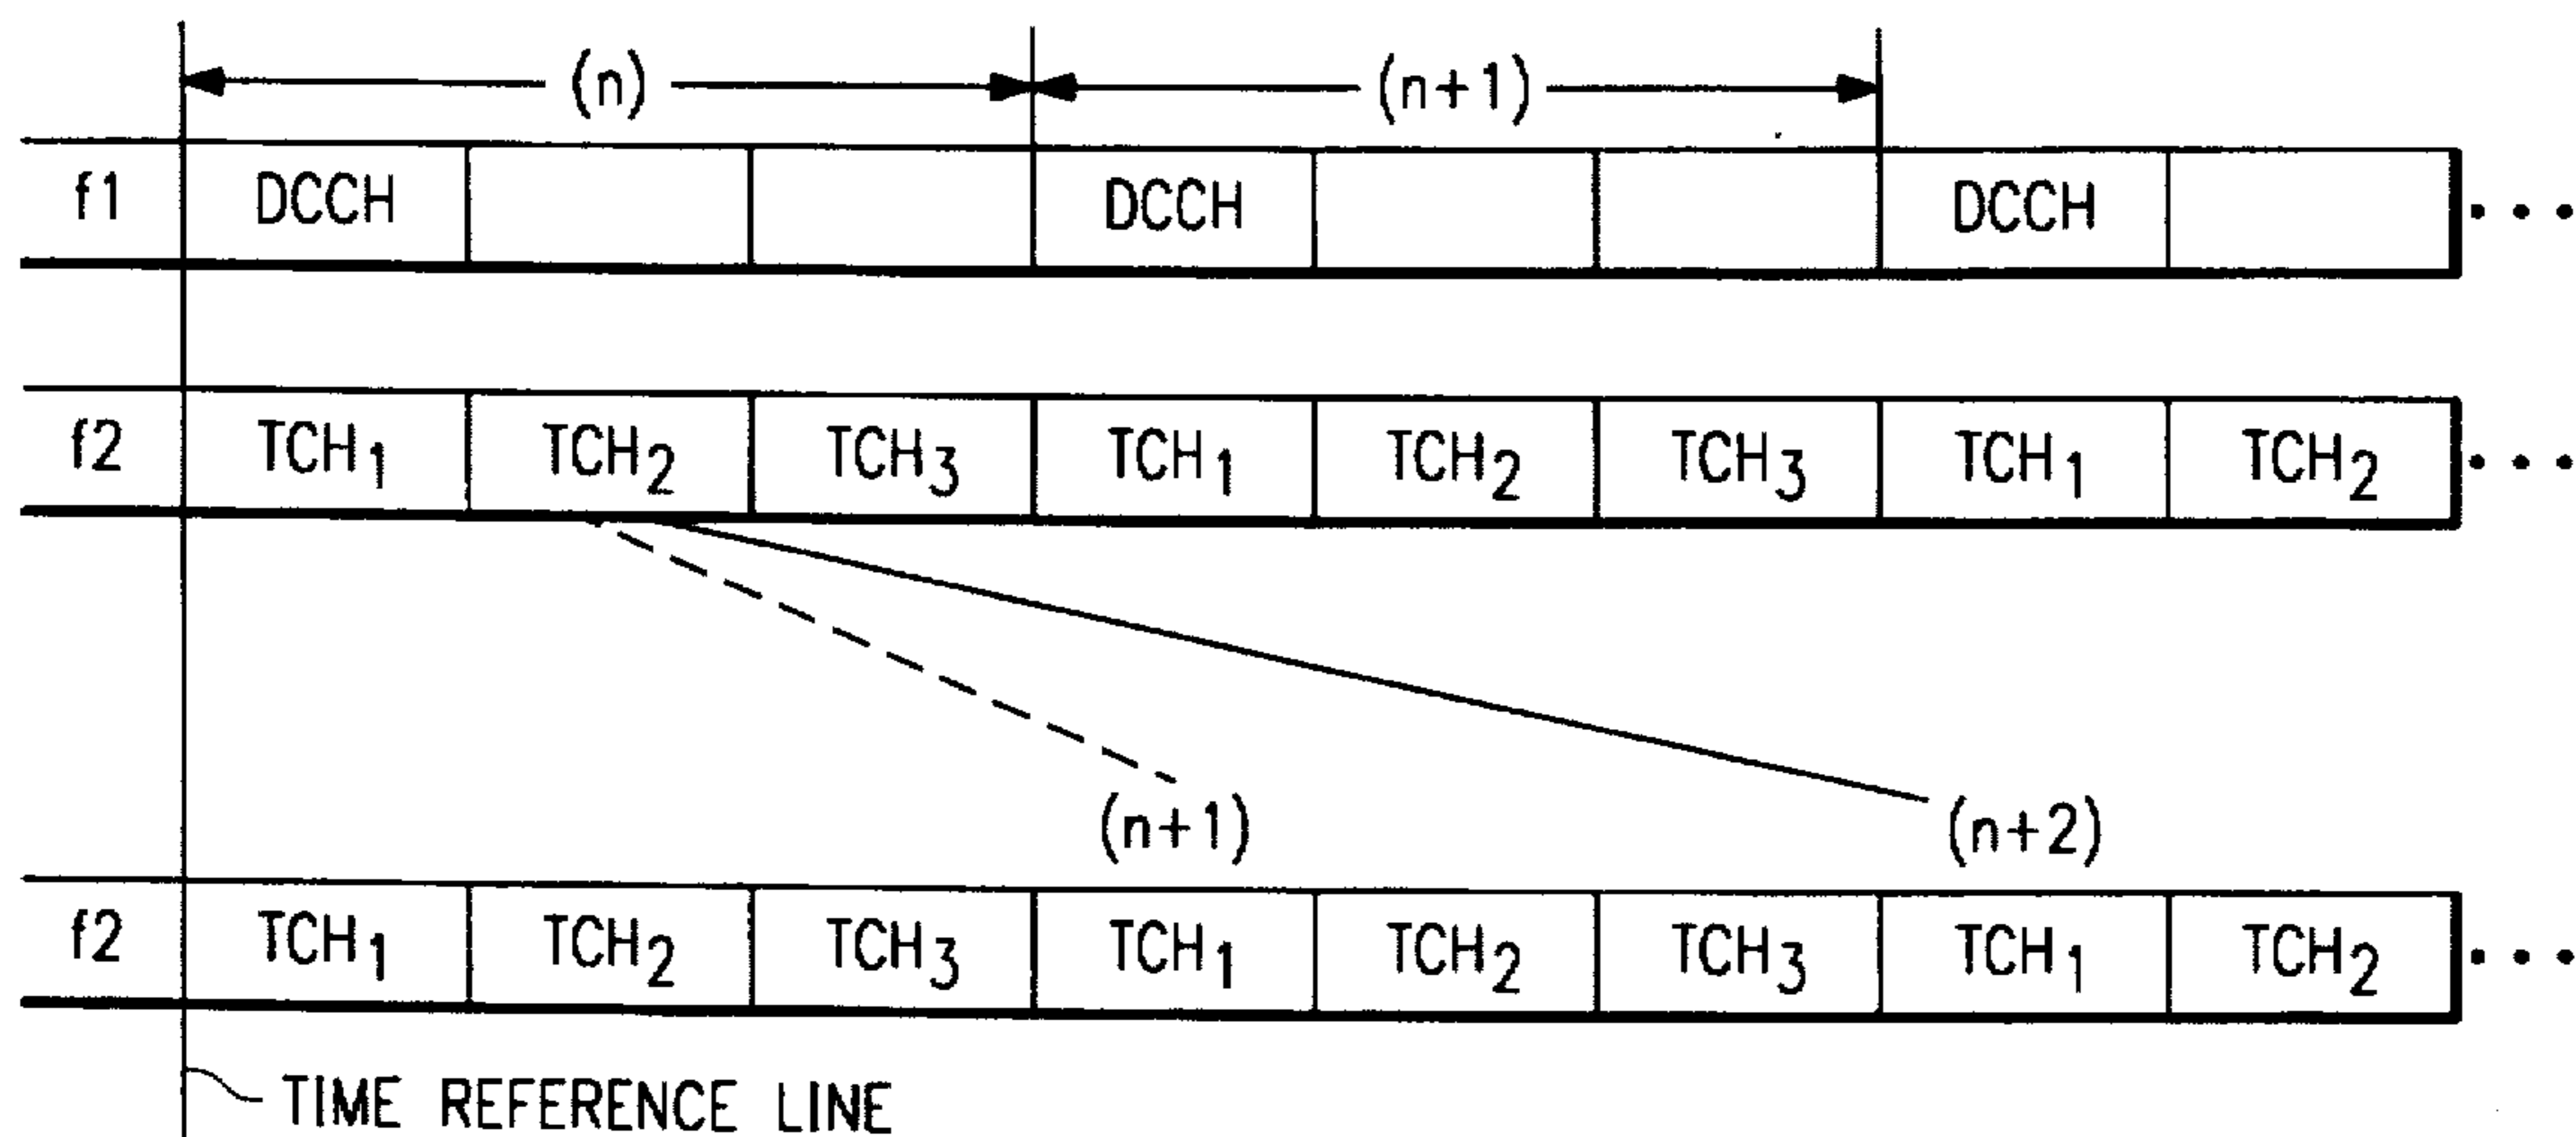 (n) (n+1)
f1 DCCH DCCH DCCH ...
f2 TCH1 TCH2 TCH3 TCH1 TCH2 TCH3 TCH1 TCH2 ...
(n+1) (n+2)
f2 TCH1 TCH2 TCH3 TCH1 TCH2 TCH3 TCH1 TCH2 ...
TIME REFERENCE LINE